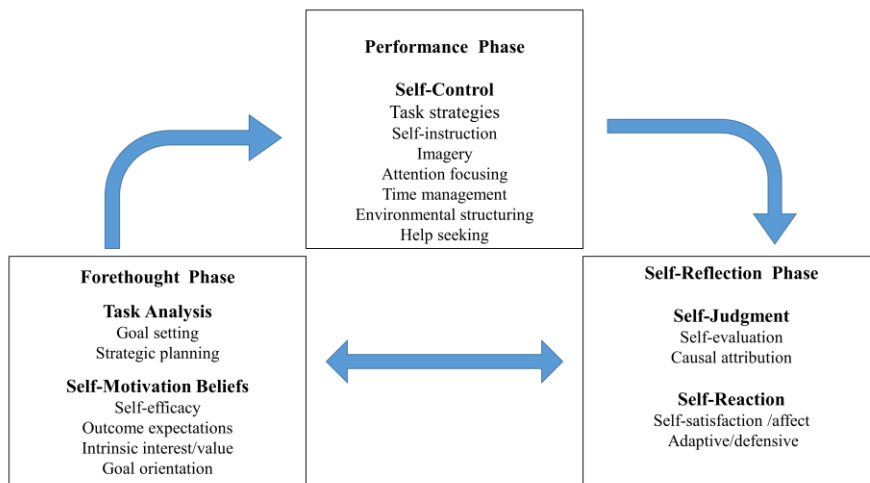 Performance Phase
Self-Control
Task strategies
Self-instruction
Imagery
Attention focusing
Time management
Environmental structuring
Help seeking
Forethought Phase
Task Analysis
Goal setting
Strategic planning
Self-Motivation Beliefs
Self-efficacy
Outcome expectations
Intrinsic interest/value
Goal orientation
Self-Reflection Phase
Self-Judgment
Self-evaluation
Causal attribution
Self-Reaction
Self-satisfaction /affect
Adaptive/defensive